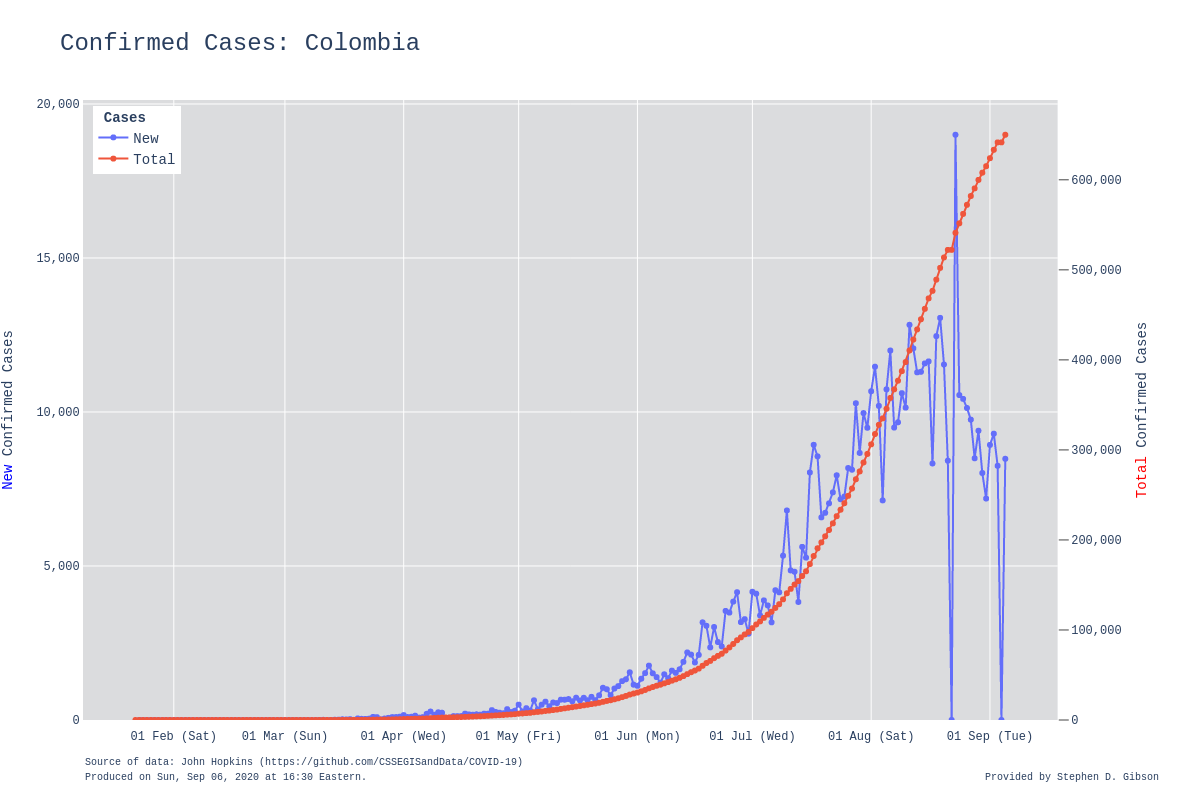 Confirmed Cases: Colombia
Cases
New
Total
20,000
15,000
10,000
5,000
0
New Confirmed Cases
600,000
500,000
400,000
300,000
200,000
100,000
0
Total Confirmed Cases
01 Feb (Sat)
01 Mar (Sun)
01 Apr (Wed)
01 May (Fri)
01 Jun (Mon)
01 Jul (Wed)
01 Aug (Sat)
01 Sep (Tue)
Source of data: John Hopkins (https://github.com/CSSEGISandData/COVID-19)
Produced on Sun, Sep 06, 2020 at 16:30 Eastern.
Provided by Stephen D. Gibson